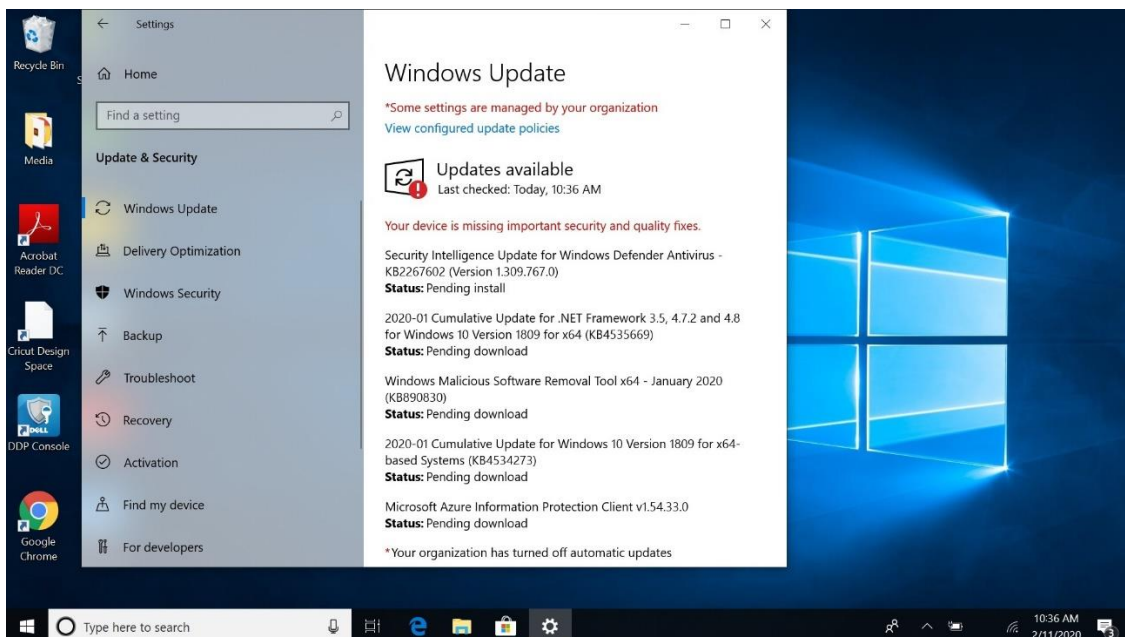 Recycle Bin
Media
Acrobat
Reader DC
Cricut Design
Space
DELL
DDP Console
Google
Chrome
Settings
Home
Find a setting
Update & Security
Windows Update
Delivery Optimization
Windows Security
Backup
Troubleshoot
Recovery
Activation
Find my device
For developers
Windows Update
*Some settings are managed by your organization
View configured update policies
Updates available
Last checked: Today, 10:36 AM
Your device is missing important security and quality fixes.
Security Intelligence Update for Windows Defender Antivirus -
KB2267602 (Version 1.309.767.0)
Status: Pending install
2020-01 Cumulative Update for .NET Framework 3.5, 4.7.2 and 4.8
for Windows 10 Version 1809 for x64 (KB4535669)
Status: Pending download
Windows Malicious Software Removal Tool x64 - January 2020
(KB890830)
Status: Pending download
2020-01 Cumulative Update for Windows 10 Version 1809 for x64-
based Systems (KB4534273)
Status: Pending download
Microsoft Azure Information Protection Client v1.54.33.0
Status: Pending download
*Your organization has turned off automatic updates
Type here to search
10:36 AM
2/11/2020
3